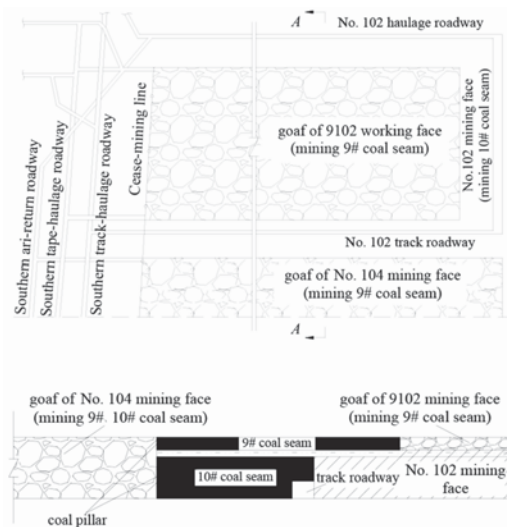 A
No. 102 haulage roadway
Southern ari-return roadway
Southern tape-haulage roadway
Southern track-haulage roadway
Cease-mining line
goaf of 9102 working face
(mining 9# coal seam)
No.102 mining face
(mining 10# coal seam)
No. 102 track roadway
goaf of No. 104 mining face
(mining 9# coal seam)
A
goaf of No. 104 mining face
(mining 9#, 10# coal seam)
goaf of 9102 mining face
(mining 9# coal seam)
9# coal seam
10# coal seam
track roadway
No. 102 mining
face
coal pillar